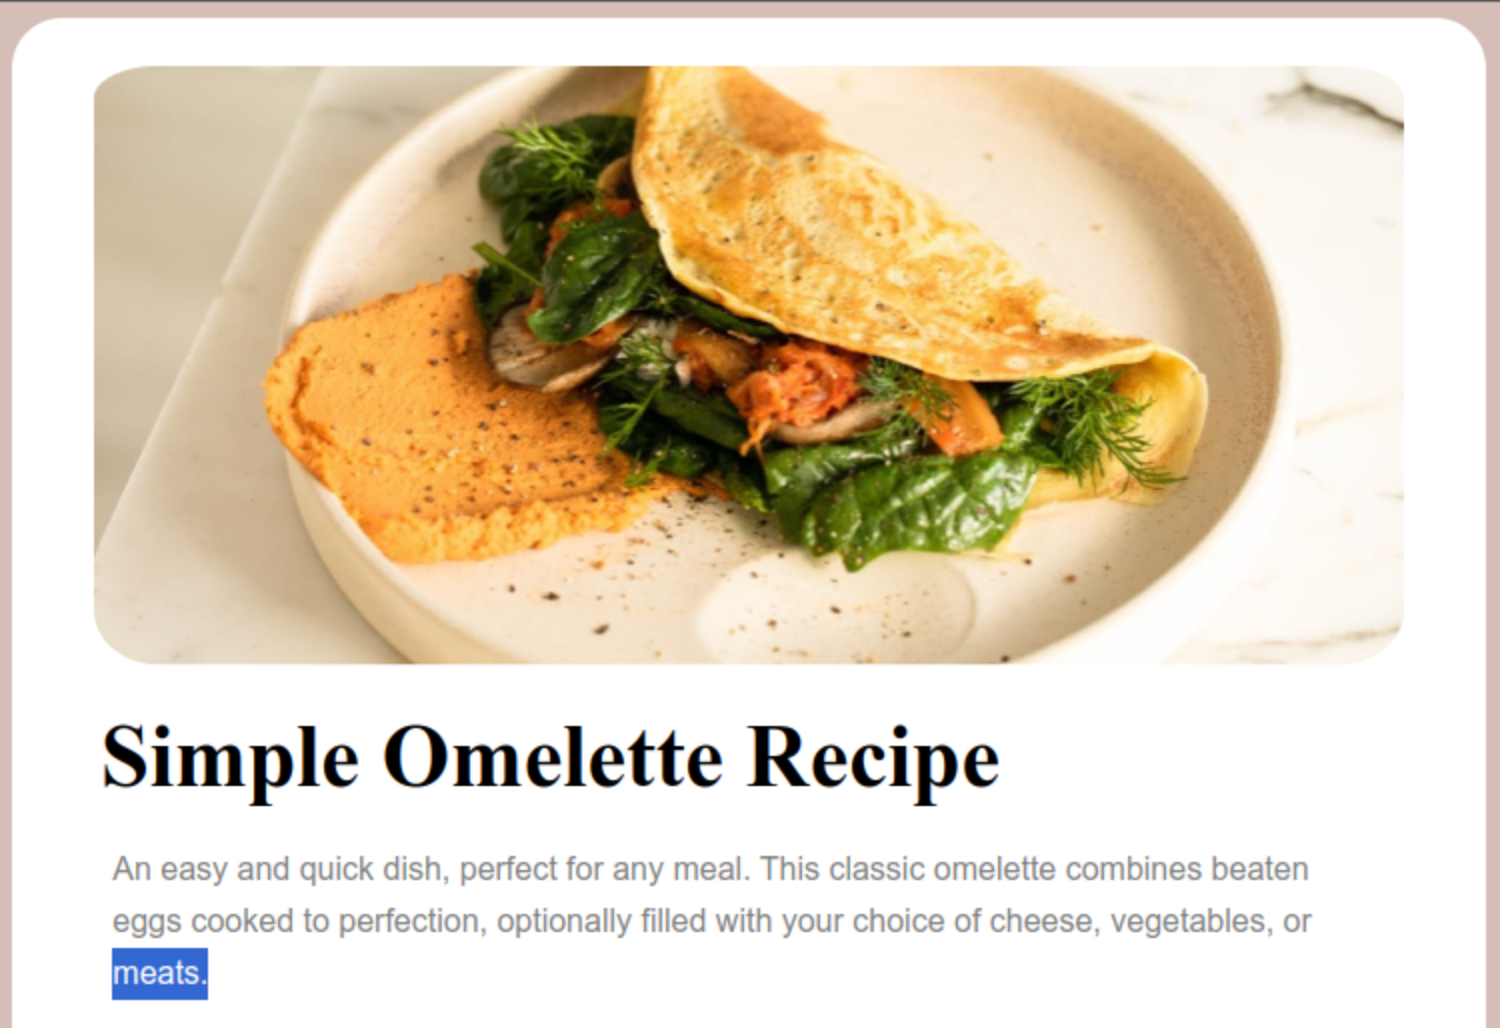 Simple Omelette Recipe
An easy and quick dish, perfect for any meal. This classic omelette combines beaten
eggs cooked to perfection, optionally filled with your choice of cheese, vegetables, or
meats.